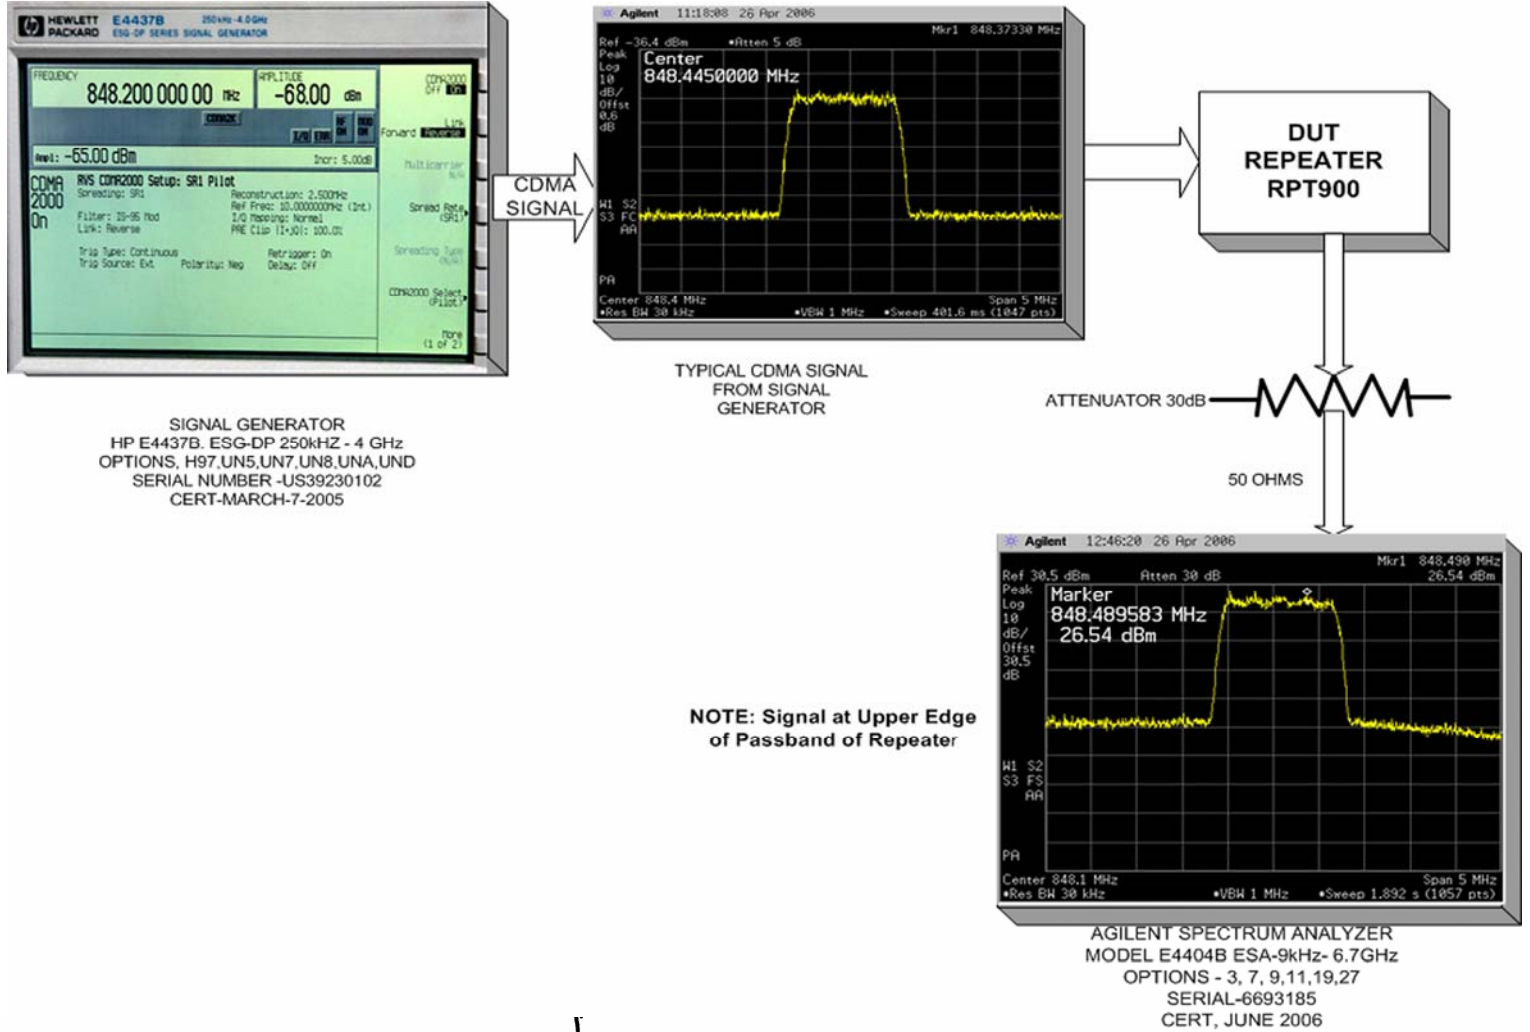 HEWLETT PACKARD E4437B 250kHz-4.0GHz
ESG-DP SERIES SIGNAL GENERATOR
FREQUENCY
848.200 000 00 MHz
AMPLITUDE
-68.00 dBm
CDMA2000
Off On
CDMA2K
I/Q ERR RF ON MOD ON
Link
Forward Reverse
Ampl: -65.00 dBm
Incr: 5.00dB
Multicarrier
CDMA
2000
On
RVS CDMA2000 Setup: SR1 Pilot
Spreading: SR1
Reconstruction: 2.500MHz
Ref Freq: 10.0000000MHz (Int)
Filter: IS-95 Mod
I/Q Mapping: Normal
Link: Reverse
PRE Clip |I+jQ|: 100.0%
Trig Type: Continuous
Retrigger: On
Trig Source: Ext Polarity: Neg Delay: Off
Spread Rate
(SR1)
Spreading Type
CDMA2000 Select
(Pilot)
More
(1 of 2)
SIGNAL GENERATOR
HP E4437B. ESG-DP 250kHZ - 4 GHz
OPTIONS, H97,UN5,UN7,UN8,UNA,UND
SERIAL NUMBER -US39230102
CERT-MARCH-7-2005
CDMA
SIGNAL
Agilent 11:18:08 26 Apr 2006
Mkr1 848.37330 MHz
Ref -36.4 dBm •Atten 5 dB
Peak
Log
10
dB/
Offst
0.6
dB
Center
848.4450000 MHz
W1 S2
S3 FC
AA
PA
Center 848.4 MHz Span 5 MHz
•Res BW 30 kHz •VBW 1 MHz •Sweep 401.6 ms (1047 pts)
TYPICAL CDMA SIGNAL
FROM SIGNAL
GENERATOR
DUT
REPEATER
RPT900
ATTENUATOR 30dB
50 OHMS
Agilent 12:46:20 26 Apr 2006
Mkr1 848.490 MHz
Ref 30.5 dBm Atten 30 dB 26.54 dBm
Peak
Log
10
dB/
Offst
30.5
dB
Marker
848.489583 MHz
26.54 dBm
W1 S2
S3 FS
AA
PA
Center 848.1 MHz Span 5 MHz
•Res BW 30 kHz •VBW 1 MHz •Sweep 1.892 s (1057 pts)
NOTE: Signal at Upper Edge
of Passband of Repeater
AGILENT SPECTRUM ANALYZER
MODEL E4404B ESA-9kHz- 6.7GHz
OPTIONS - 3, 7, 9,11,19,27
SERIAL-6693185
CERT, JUNE 2006